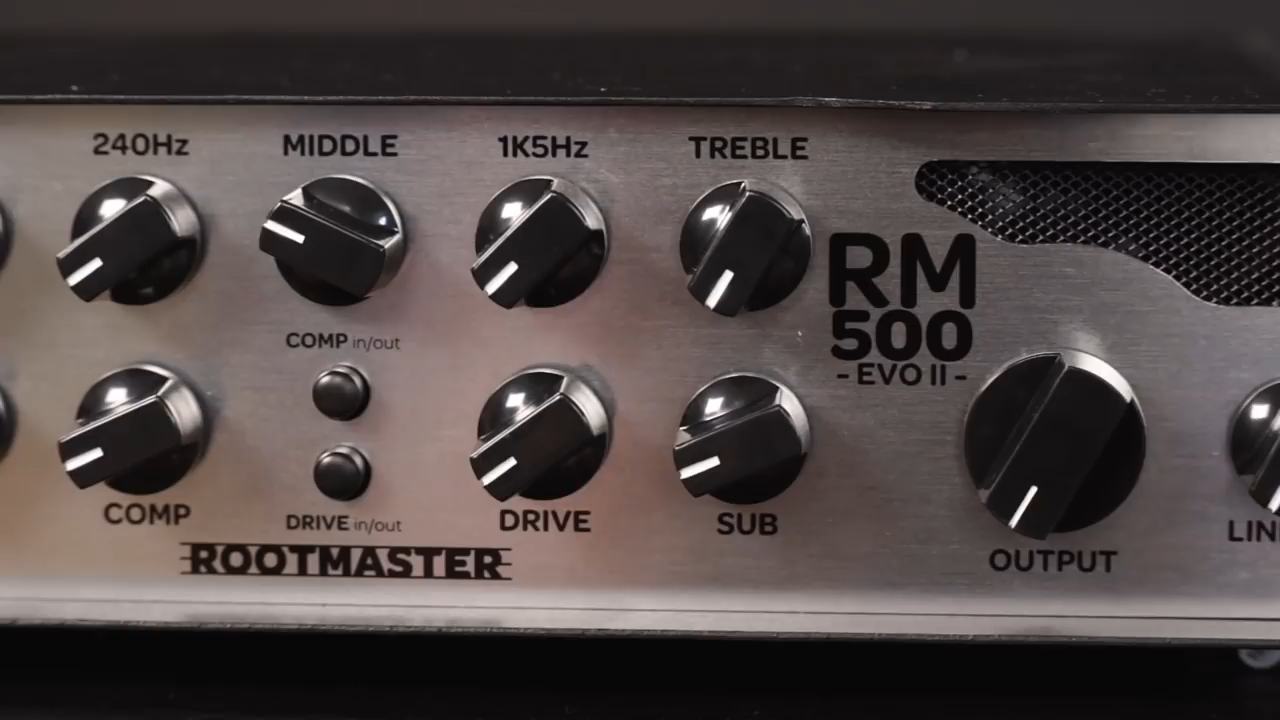 240Hz MIDDLE 1K5Hz TREBLE
RM
500
- EVO II -
COMP in/out
COMP
DRIVE in/out
DRIVE
SUB
LIN
OUTPUT
ROOTMASTER